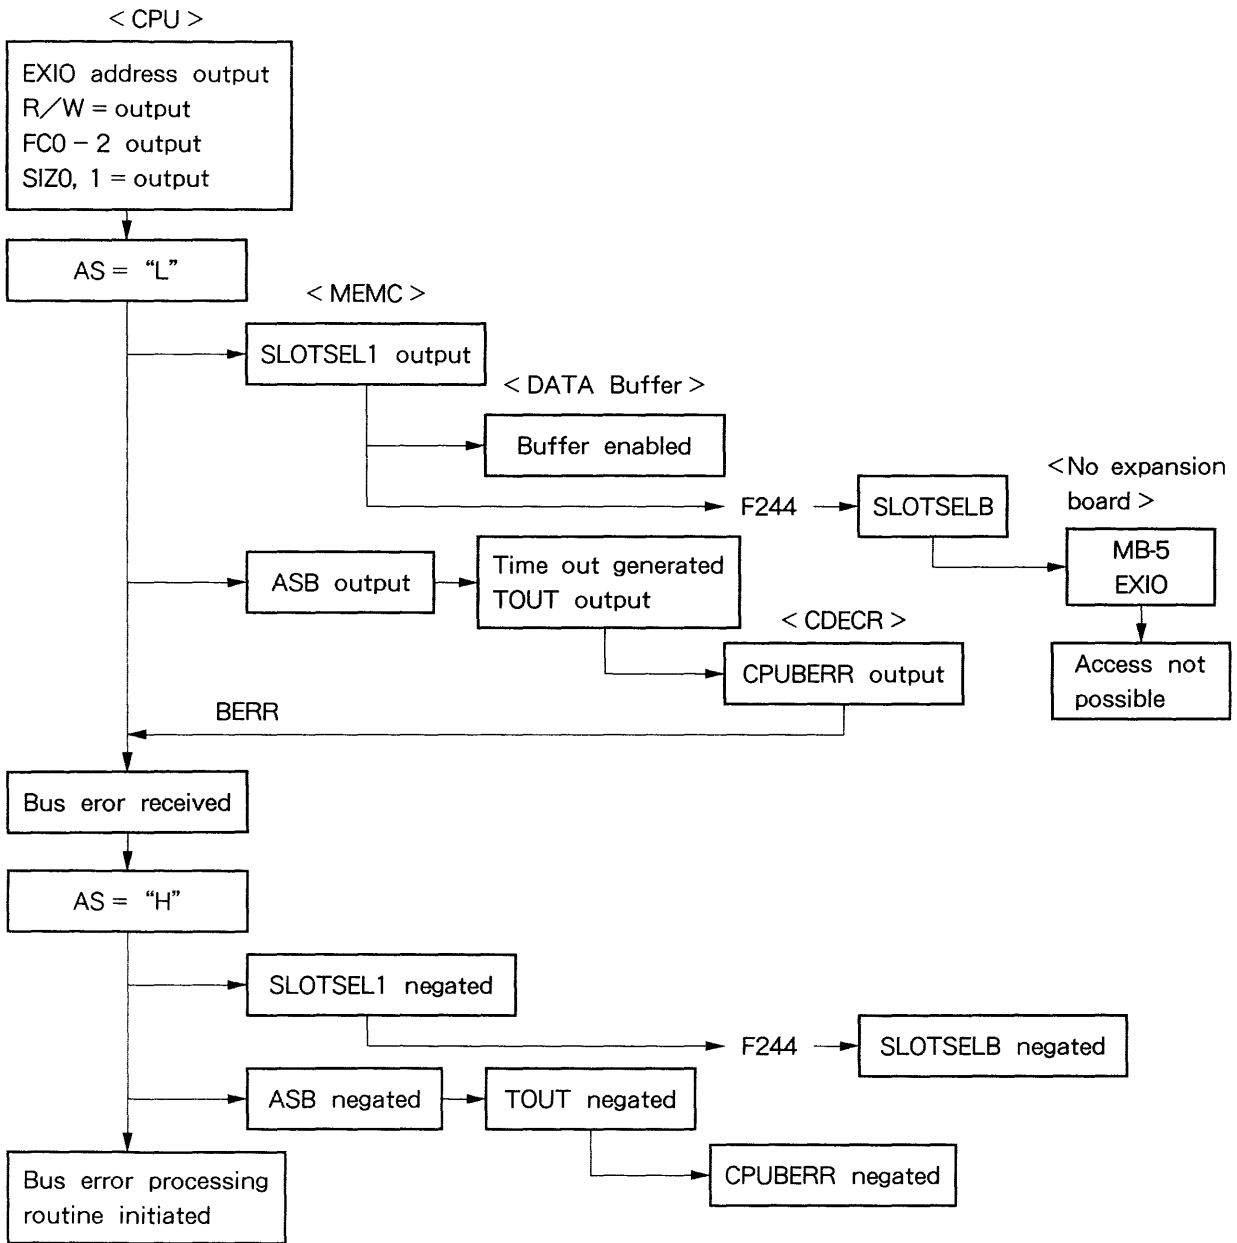 < CPU >
EXIO address output
R/W = output
FC0 - 2 output
SIZ0, 1 = output
AS = “L”
< MEMC >
SLOTSEL1 output
< DATA Buffer >
Buffer enabled
F244
SLOTSELB
< No expansion
board >
MB-5
EXIO
Access not
possible
ASB output
Time out generated
TOUT output
< CDECR >
CPUBERR output
BERR
Bus eror received
AS = “H”
SLOTSEL1 negated
F244
SLOTSELB negated
ASB negated
TOUT negated
CPUBERR negated
Bus error processing
routine initiated